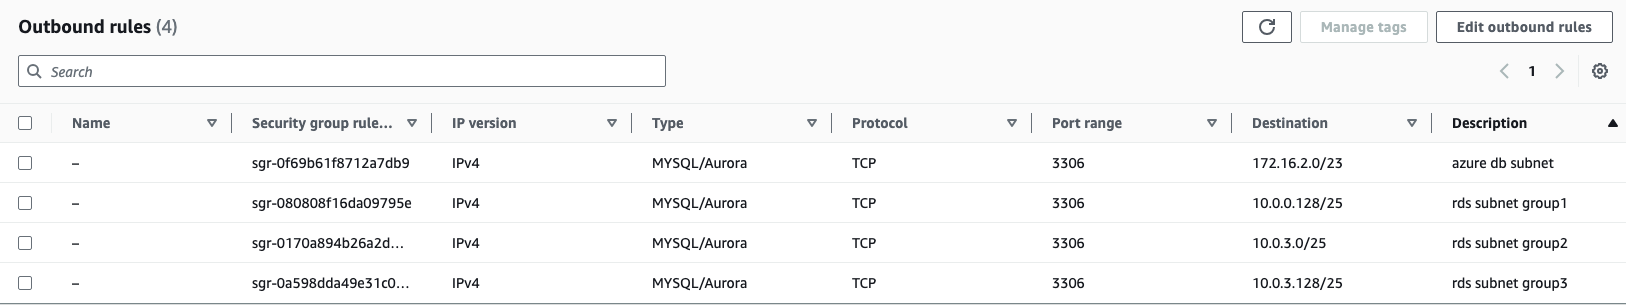 Outbound rules (4)
Manage tags
Edit outbound rules
Search
1
Name Security group rule... IP version Type Protocol Port range Destination Description
– sgr-0f69b61f8712a7db9 IPv4 MYSQL/Aurora TCP 3306 172.16.2.0/23 azure db subnet
– sgr-080808f16da09795e IPv4 MYSQL/Aurora TCP 3306 10.0.0.128/25 rds subnet group1
– sgr-0170a894b26a2d... IPv4 MYSQL/Aurora TCP 3306 10.0.3.0/25 rds subnet group2
– sgr-0a598dda49e31c0... IPv4 MYSQL/Aurora TCP 3306 10.0.3.128/25 rds subnet group3